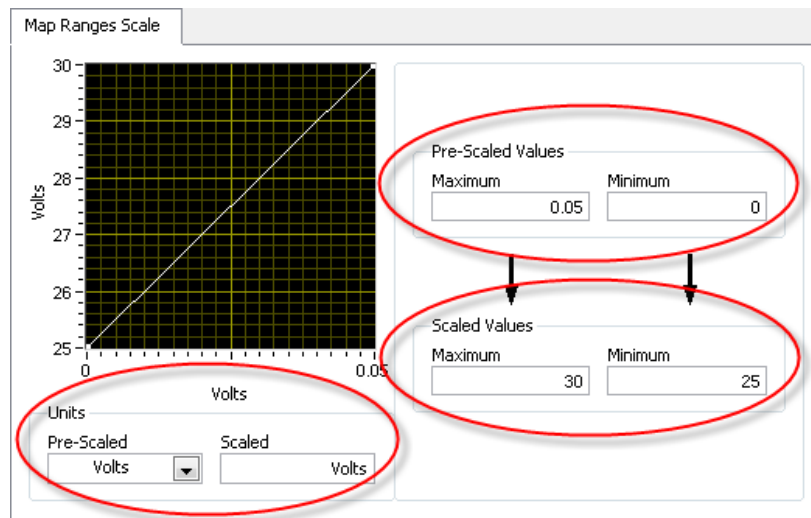 Map Ranges Scale
30
29
28
27
26
25
Volts
0
0.05
Volts
Pre-Scaled Values
Maximum Minimum
0.05 0
Scaled Values
Maximum Minimum
30 25
Units
Pre-Scaled Scaled
Volts Volts